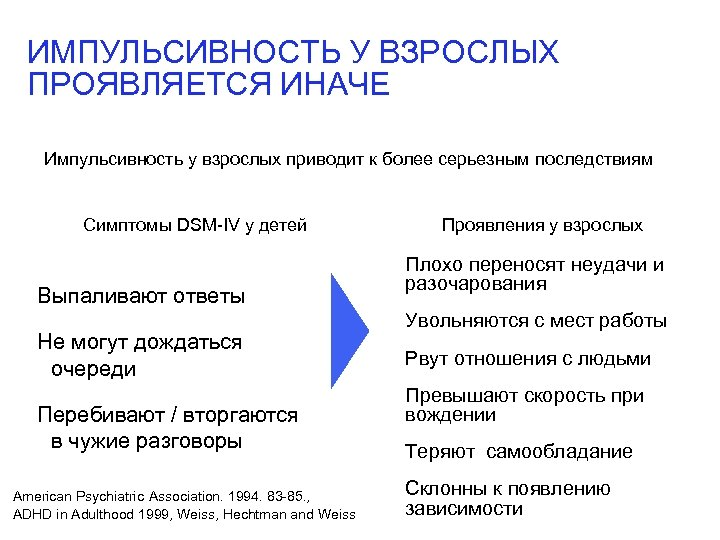 ИМПУЛЬСИВНОСТЬ У ВЗРОСЛЫХ
ПРОЯВЛЯЕТСЯ ИНАЧЕ
Импульсивность у взрослых приводит к более серьезным последствиям
Симптомы DSM-IV у детей
Выпаливают ответы
Не могут дождаться
очереди
Перебивают / вторгаются
в чужие разговоры
American Psychiatric Association. 1994. 83-85. ,
ADHD in Adulthood 1999, Weiss, Hechtman and Weiss
Проявления у взрослых
Плохо переносят неудачи и
разочарования
Увольняются с мест работы
Рвут отношения с людьми
Превышают скорость при
вождении
Теряют самообладание
Склонны к появлению
зависимости